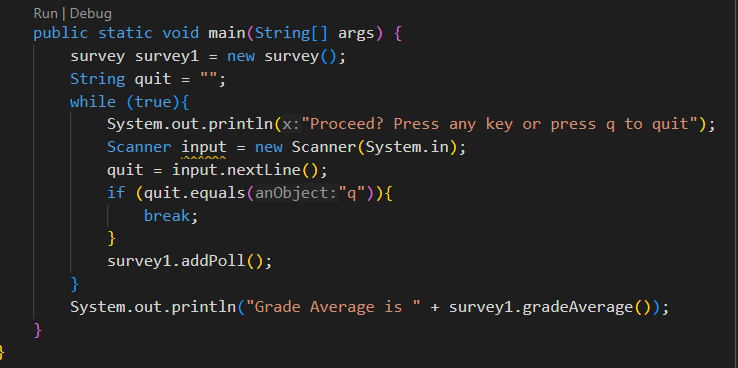 Run | Debug
public static void main(String[] args) {
survey survey1 = new survey();
String quit = "";
while (true){
System.out.println(x:"Proceed? Press any key or press q to quit");
Scanner input = new Scanner(System.in);
quit = input.nextLine();
if (quit.equals(anObject:"q")){
break;
}
survey1.addPoll();
}
System.out.println("Grade Average is " + survey1.gradeAverage());
}
}